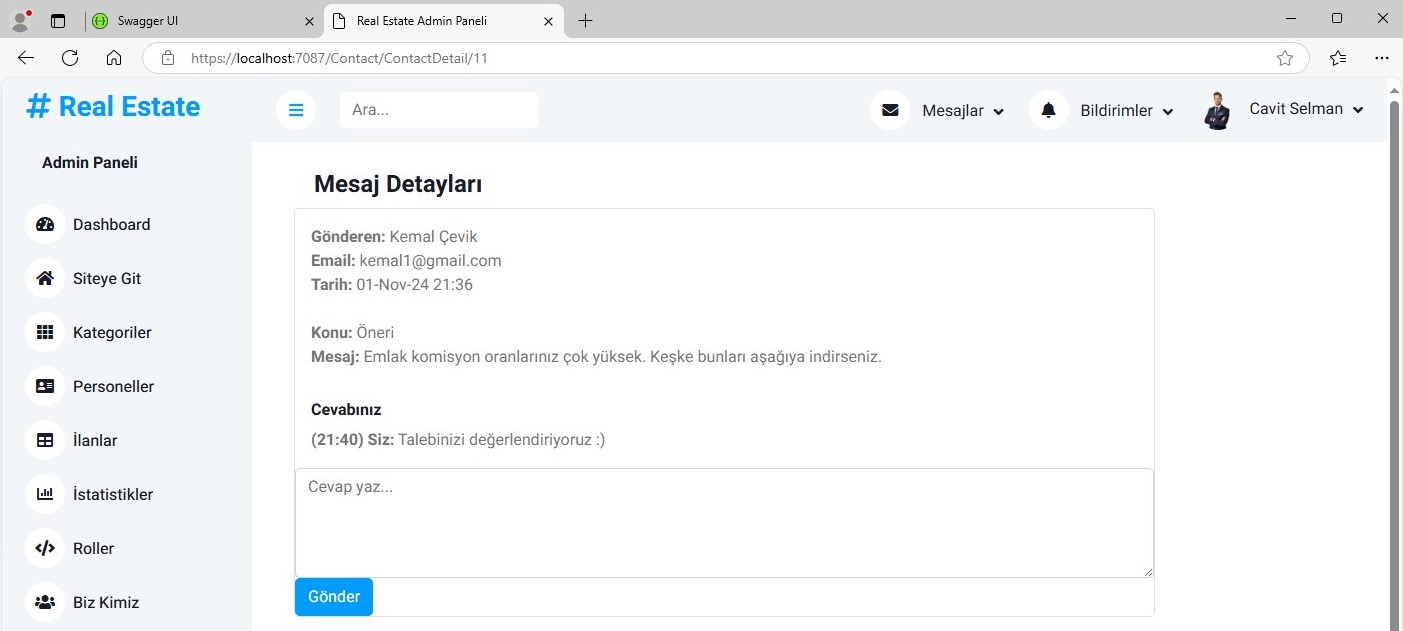 Swagger UI
Real Estate Admin Paneli
https://localhost:7087/Contact/ContactDetail/11
# Real Estate
Ara...
Mesajlar
Bildirimler
Cavit Selman
Admin Paneli
Dashboard
Siteye Git
Kategoriler
Personeller
İlanlar
İstatistikler
Roller
Biz Kimiz
Mesaj Detayları
Gönderen: Kemal Çevik
Email: kemal1@gmail.com
Tarih: 01-Nov-24 21:36
Konu: Öneri
Mesaj: Emlak komisyon oranlarınız çok yüksek. Keşke bunları aşağıya indirseniz.
Cevabınız
(21:40) Siz: Talebinizi değerlendiriyoruz :)
Cevap yaz...
Gönder